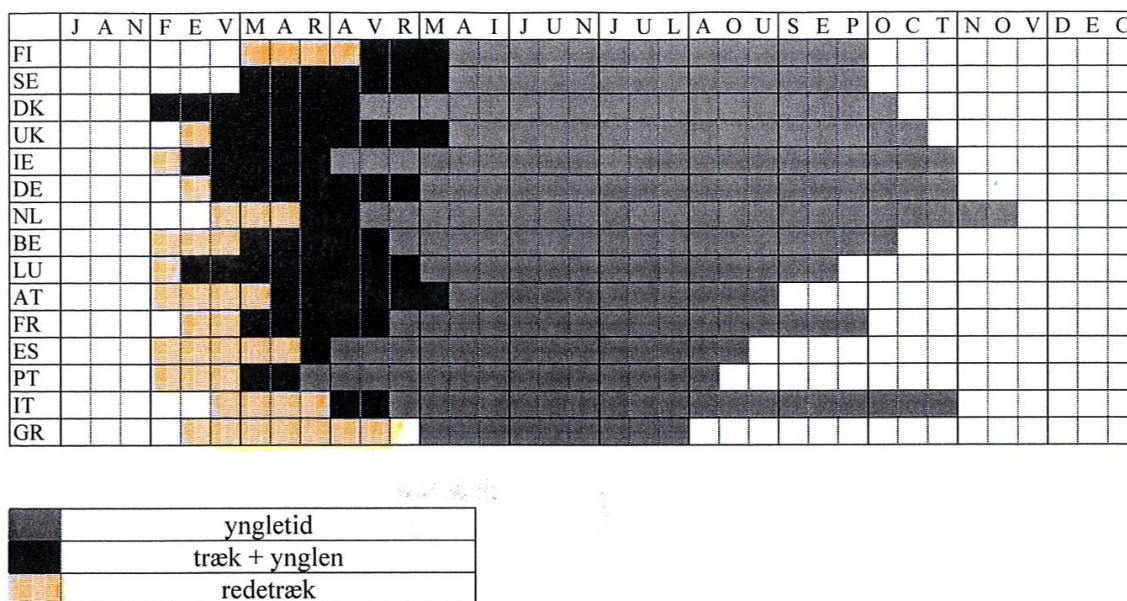 J A N F E V M A R A V R M A I J U N J U L A O U S E P O C T N O V D E C
FI
SE
DK
UK
IE
DE
NL
BE
LU
AT
FR
ES
PT
IT
GR
yngletid
træk + ynglen
redetræk